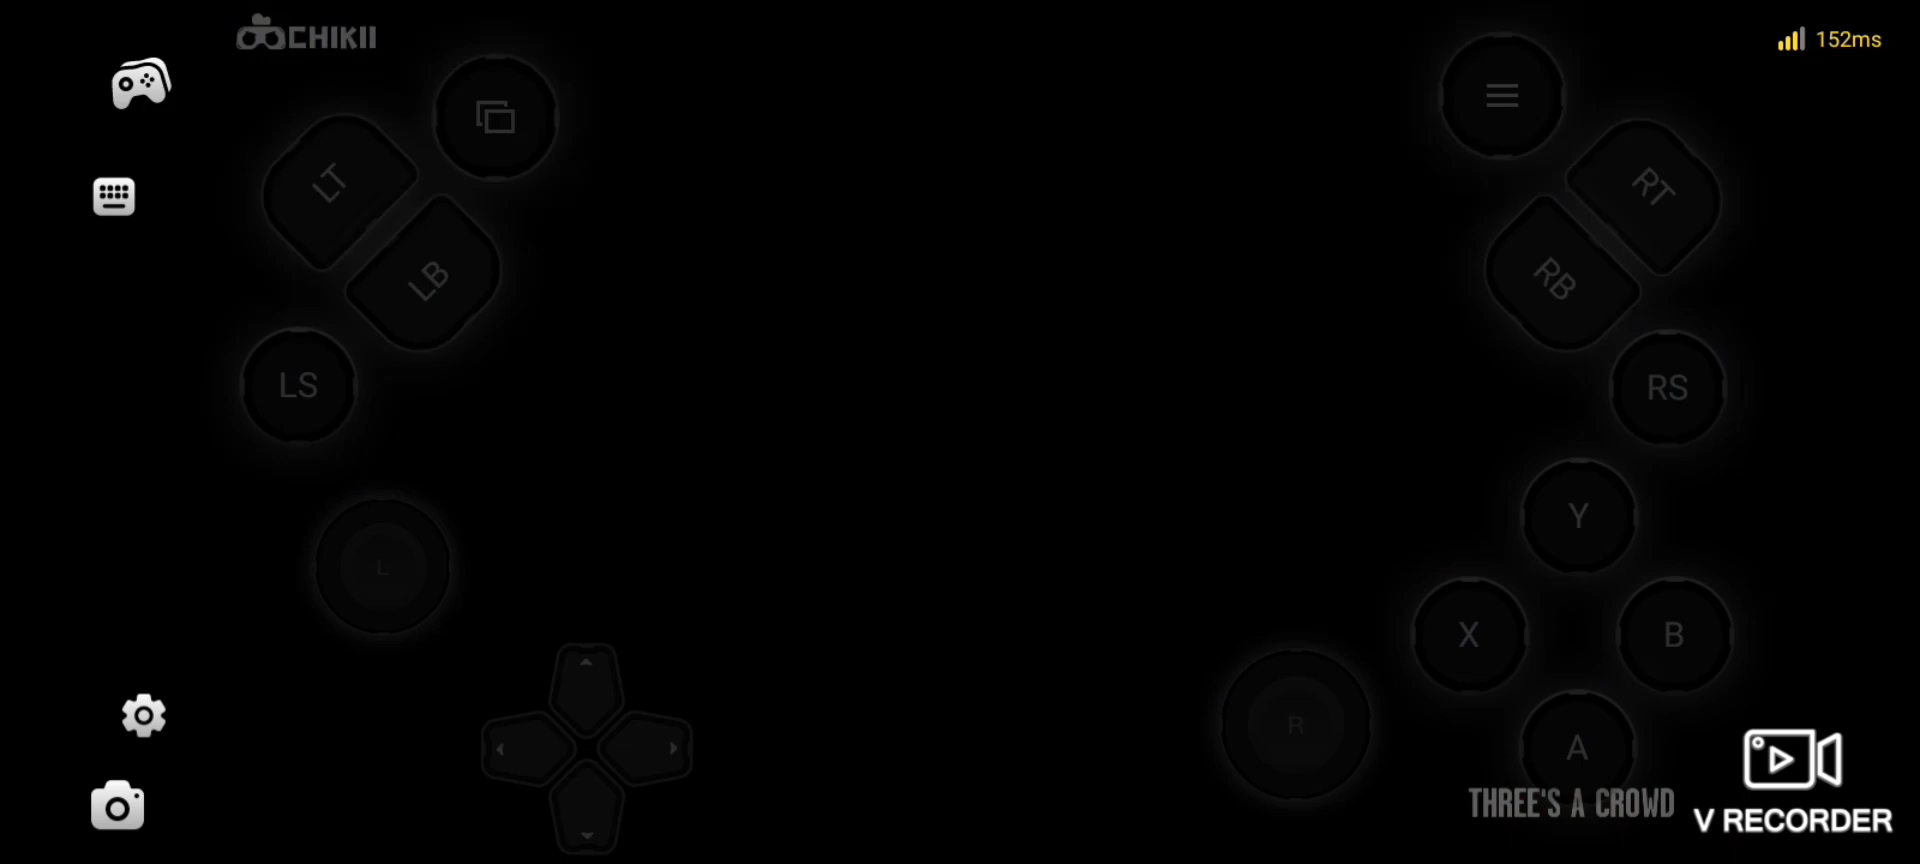 CHIKII
152ms
LT
RT
LB
RB
LS
RS
Y
L
X
B
R
A
THREE'S A CROWD
V RECORDER